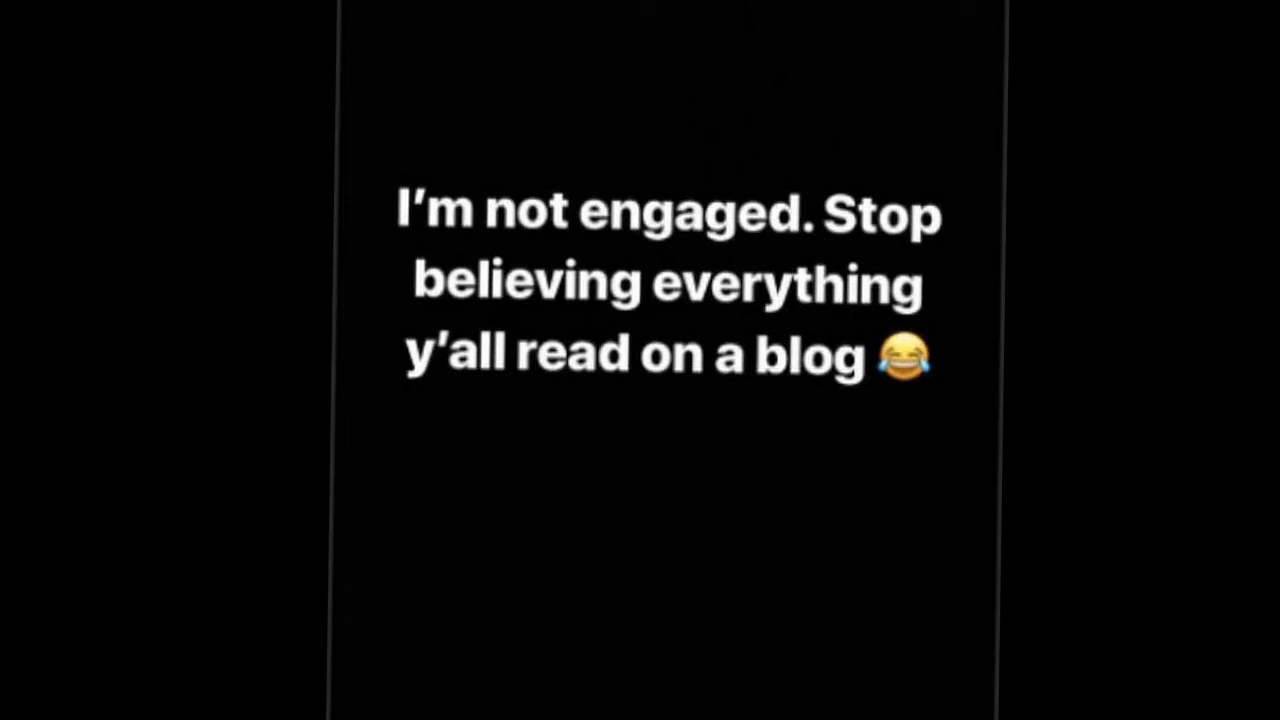 I’m not engaged. Stop
believing everything
y’all read on a blog 😂